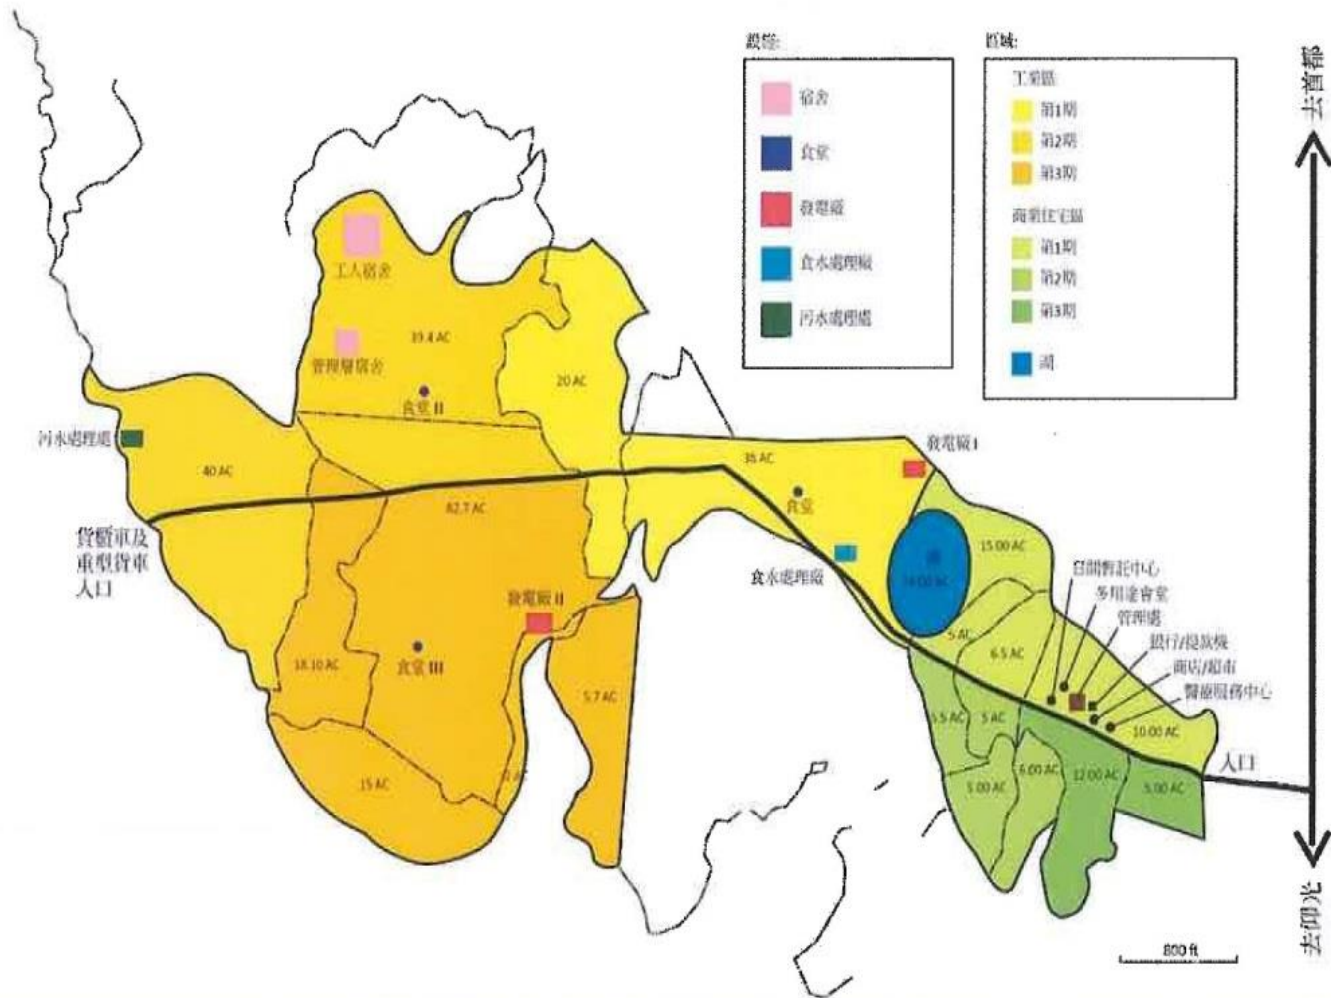 設施:
宿舍
食堂
發電廠
食水處理廠
污水處理處
區域:
工業區
第1期
第2期
第3期
商業住宅區
第1期
第2期
第3期
湖
去首都
工人宿舍
管理層宿舍
39.4 AC
食堂 II
20 AC
污水處理處
40 AC
36 AC
發電廠 I
食堂
82.7 AC
貨櫃車及
重型貨車
入口
食水處理廠
湖
15.00 AC
日間暫託中心
多用途會堂
管理處
銀行/提款機
商店/超市
醫療服務中心
發電廠 II
食堂 III
18.10 AC
5.7 AC
5 AC
6.5 AC
5.5 AC
5 AC
10.00 AC
入口
15 AC
5.00 AC
6.00 AC
12.00 AC
5.00 AC
800 ft
去仰光